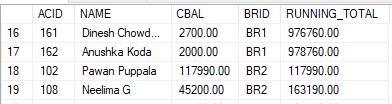 ACID NAME CBAL BRID RUNNING_TOTAL
16 161 Dinesh Chowd... 2700.00 BR1 976760.00
17 162 Anushka Koda 2000.00 BR1 978760.00
18 102 Pawan Puppala 117990.00 BR2 117990.00
19 108 Neelima G 45200.00 BR2 163190.00